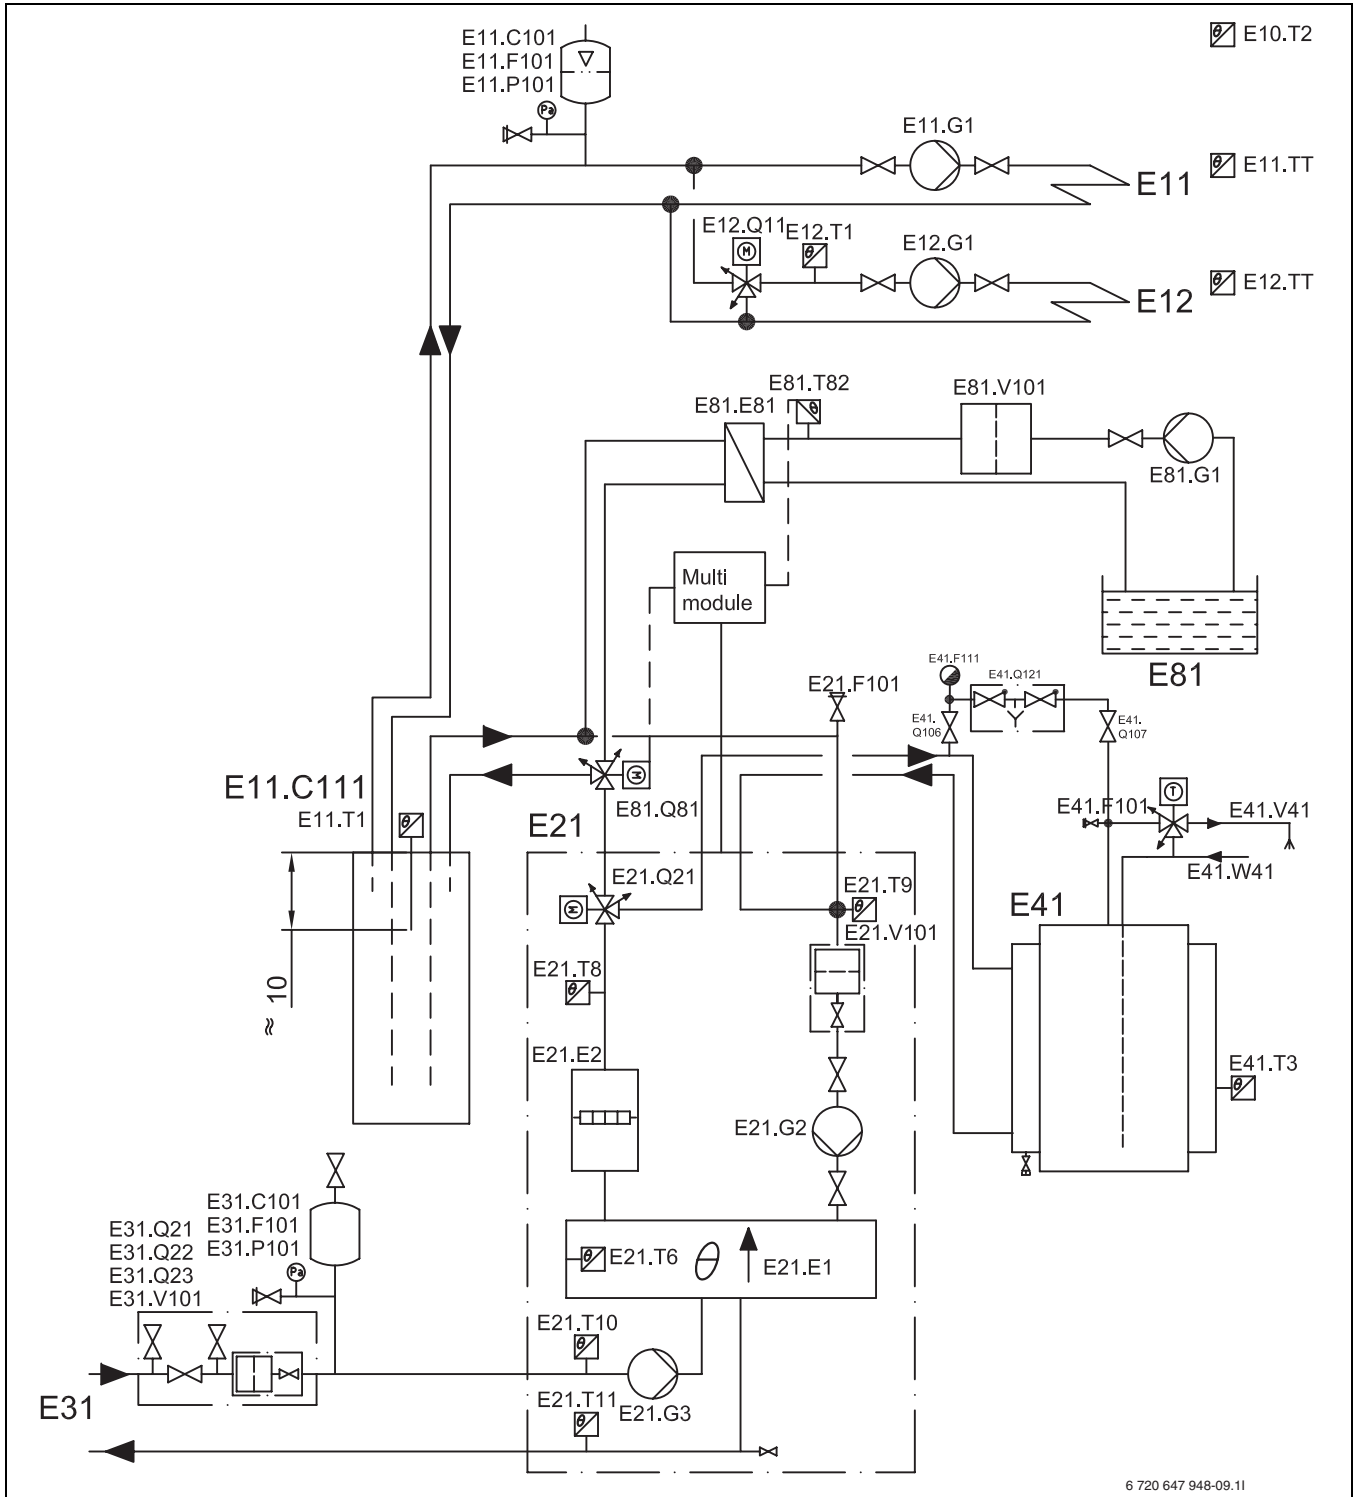 E11.C101
E11.F101
E11.P101
Pa
E10.T2
θ
E11.G1
E11
E11.TT
θ
E12.Q11
M
E12.T1
θ
E12.G1
E12
E12.TT
θ
E81.T82
θ
E81.E81
E81.V101
E81.G1
Multi
module
E81
E41.F111
E41.Q121
E21.F101
E41.
Q106
E41.
Q107
E11.C111
E11.T1
θ
M
E81.Q81
E21
E41.F101
T
E41.V41
E41.W41
E21.Q21
M
E21.T9
θ
E21.V101
E41
≈ 10
E21.T8
θ
E21.E2
E41.T3
θ
E21.G2
E31.C101
E31.F101
E31.P101
Pa
E31.Q21
E31.Q22
E31.Q23
E31.V101
E21.T6
θ
E21.E1
E21.T10
θ
E31
E21.T11
θ
E21.G3
6 720 647 948-09.1I